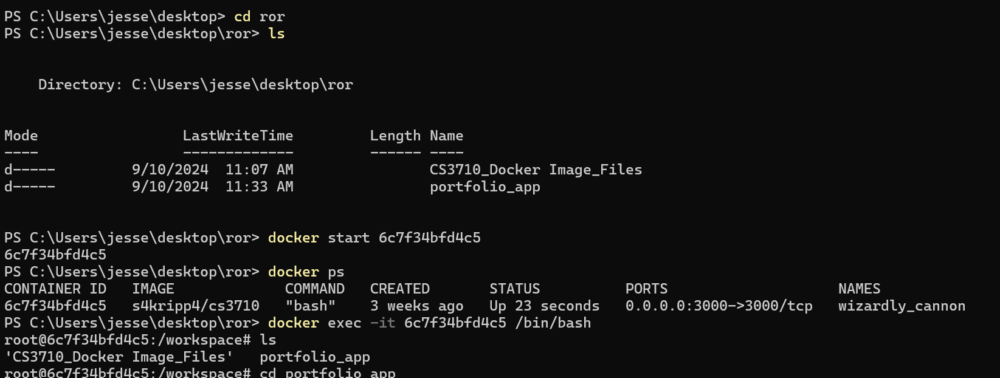 PS C:\Users\jesse\desktop> cd ror
PS C:\Users\jesse\desktop\ror> ls
Directory: C:\Users\jesse\desktop\ror
Mode                 LastWriteTime         Length Name
----                 -------------         ------ ----
d-----         9/10/2024  11:07 AM                CS3710_Docker Image_Files
d-----         9/10/2024  11:33 AM                portfolio_app
PS C:\Users\jesse\desktop\ror> docker start 6c7f34bfd4c5
6c7f34bfd4c5
PS C:\Users\jesse\desktop\ror> docker ps
CONTAINER ID   IMAGE             COMMAND   CREATED       STATUS          PORTS                    NAMES
6c7f34bfd4c5   s4kripp4/cs3710   "bash"    3 weeks ago   Up 23 seconds   0.0.0.0:3000->3000/tcp   wizardly_cannon
PS C:\Users\jesse\desktop\ror> docker exec -it 6c7f34bfd4c5 /bin/bash
root@6c7f34bfd4c5:/workspace# ls
'CS3710_Docker Image_Files'   portfolio_app
root@6c7f34bfd4c5:/workspace# cd portfolio_app